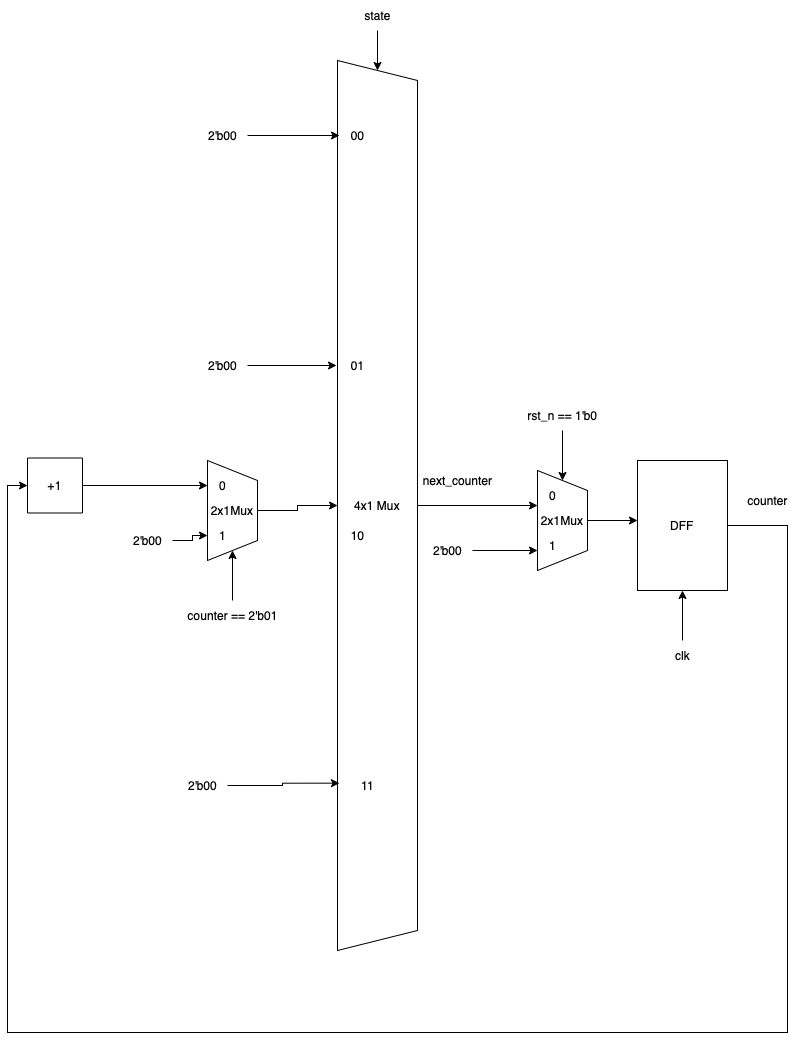 state
2'b00
00
2'b00
01
rst_n == 1'b0
+1
0
2x1Mux
1
2'b00
counter == 2'b01
4x1 Mux
10
next_counter
0
2x1Mux
1
2'b00
DFF
counter
clk
2'b00
11